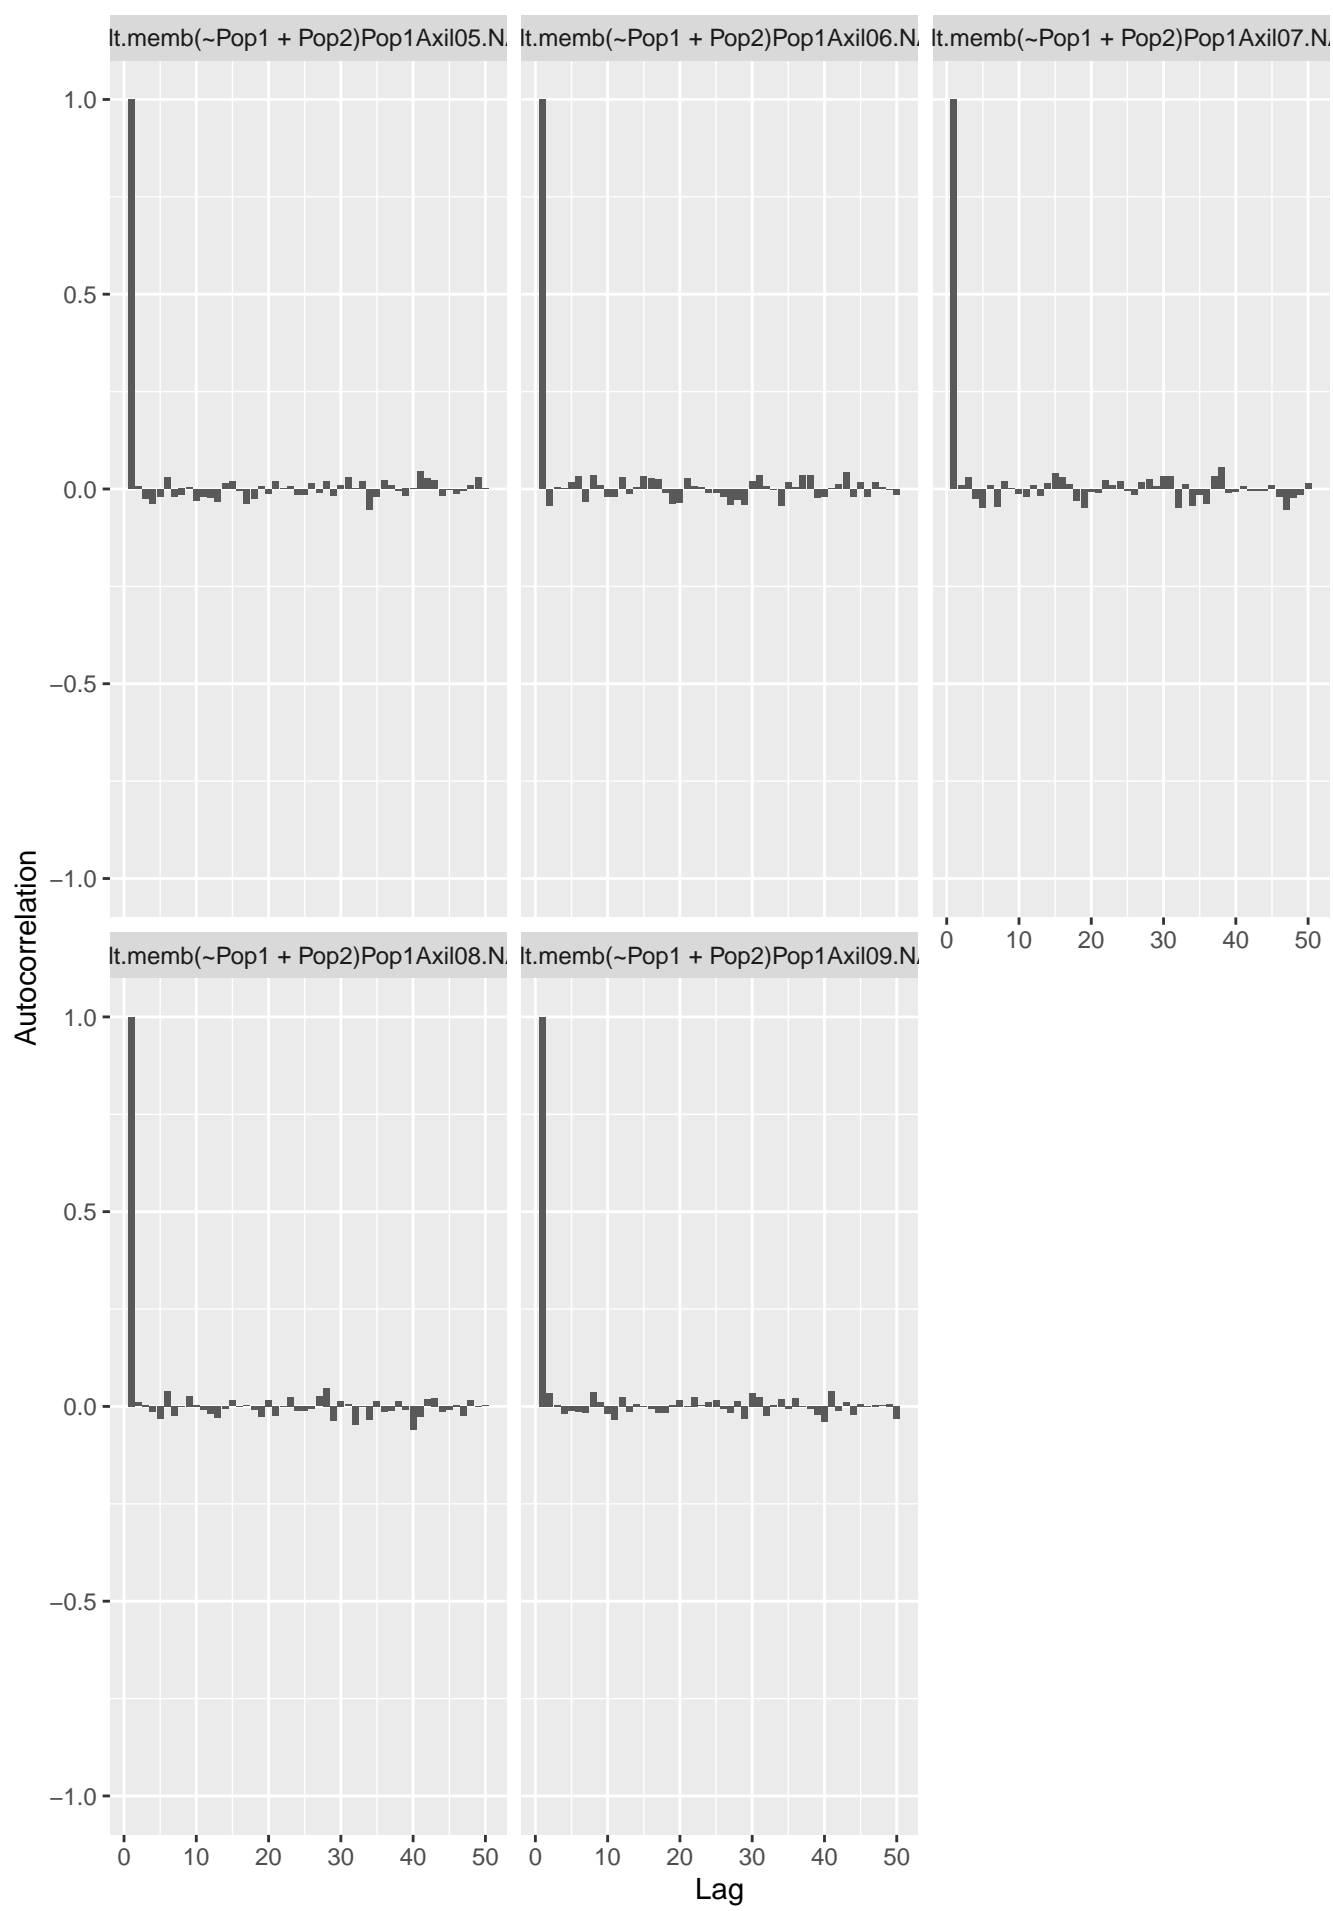 lt.memb(~Pop1 + Pop2)Pop1Axil05.N
lt.memb(~Pop1 + Pop2)Pop1Axil06.N
lt.memb(~Pop1 + Pop2)Pop1Axil07.N
1.0
0.5
0.0
−0.5
−1.0
0 10 20 30 40 50
Autocorrelation
lt.memb(~Pop1 + Pop2)Pop1Axil08.N
lt.memb(~Pop1 + Pop2)Pop1Axil09.N
1.0
0.5
0.0
−0.5
−1.0
0 10 20 30 40 50
0 10 20 30 40 50
Lag